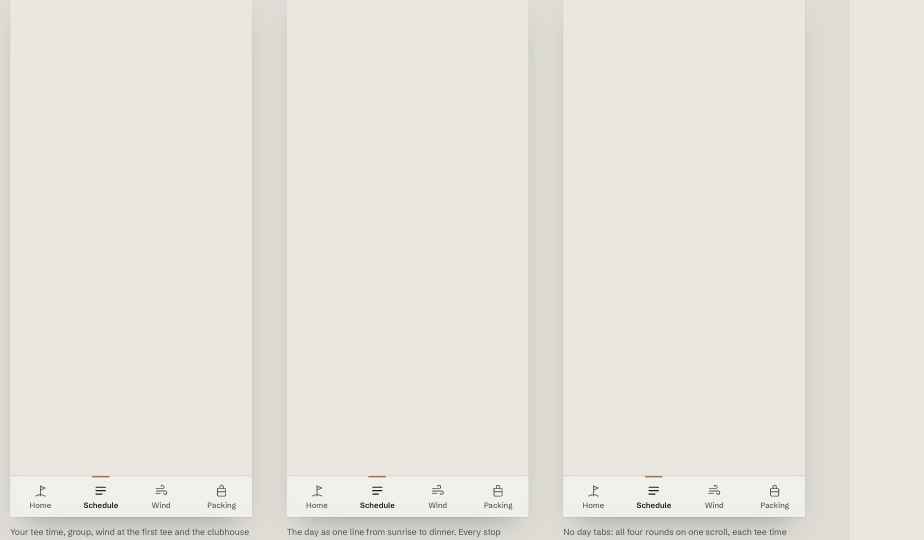 Home Schedule Wind Packing
Home Schedule Wind Packing
Home Schedule Wind Packing
Your tee time, group, wind at the first tee and the clubhouse
The day as one line from sunrise to dinner. Every stop
No day tabs: all four rounds on one scroll, each tee time